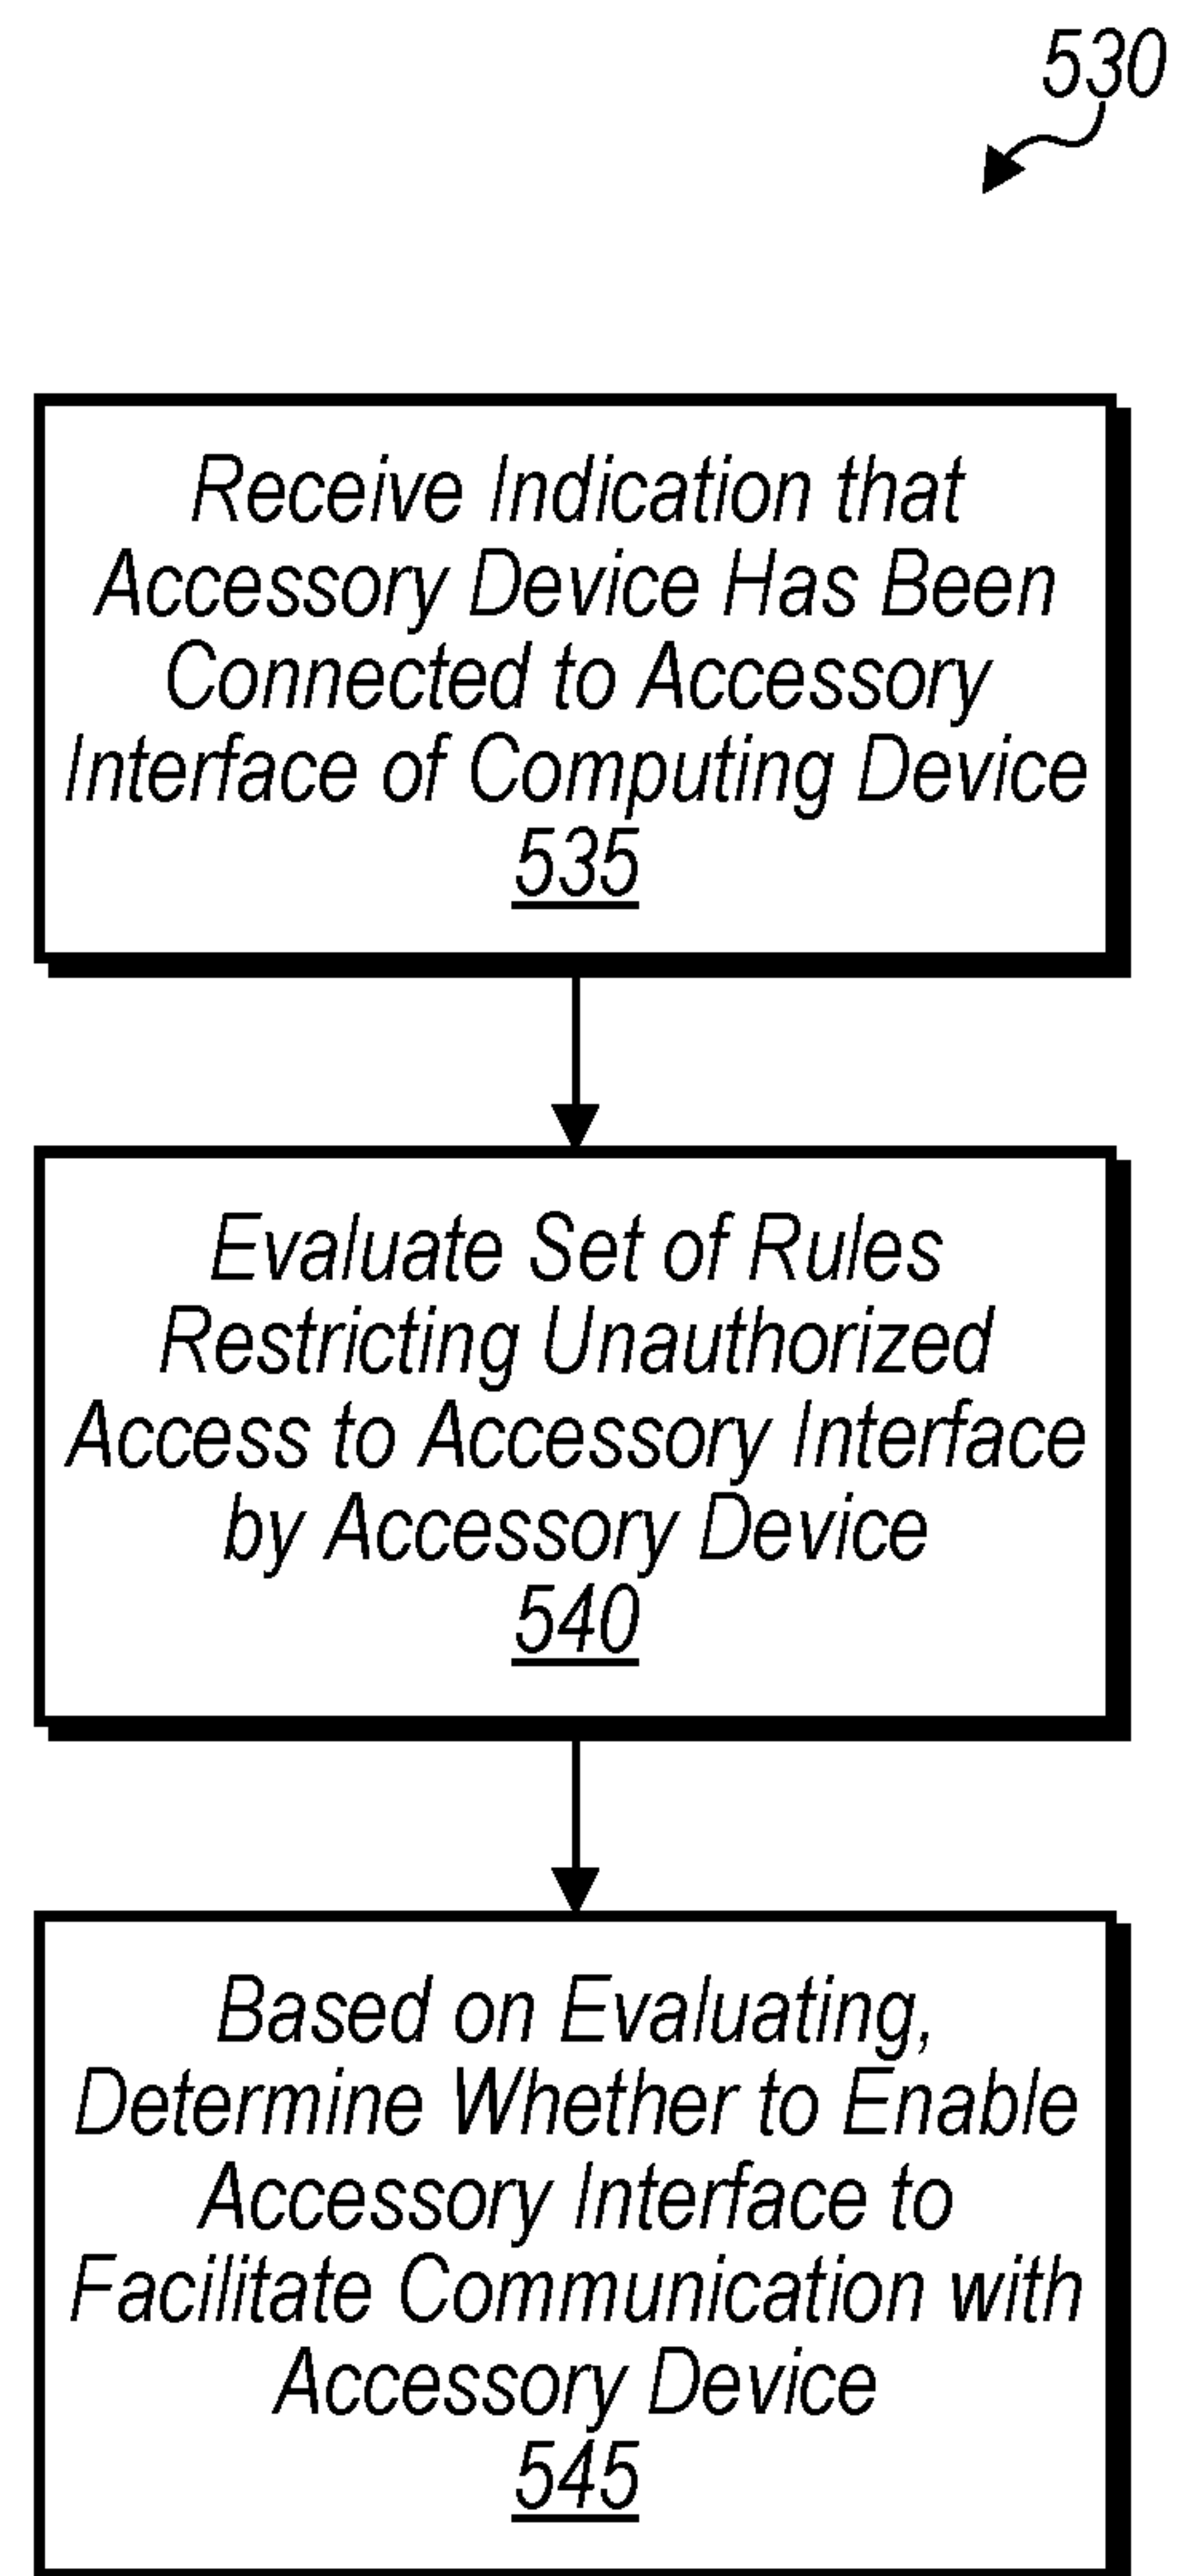 530
Receive Indication that
Accessory Device Has Been
Connected to Accessory
Interface of Computing Device
535
Evaluate Set of Rules
Restricting Unauthorized
Access to Accessory Interface
by Accessory Device
540
Based on Evaluating,
Determine Whether to Enable
Accessory Interface to
Facilitate Communication with
Accessory Device
545